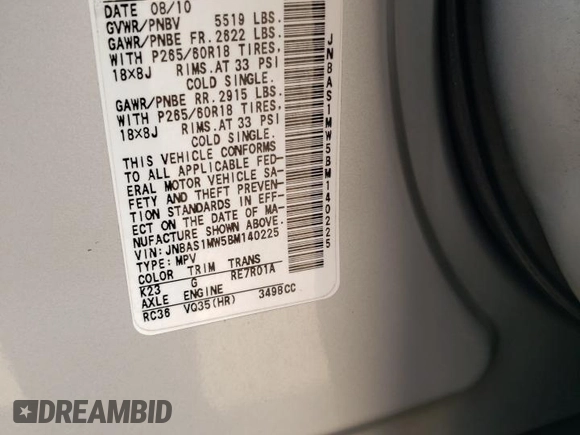 DATE 08/10
GVWR/PNBV 5519 LBS.
GAWR/PNBE FR. 2622 LBS.
WITH P265/60R18 TIRES,
18X8J RIMS. AT 33 PSI
COLD SINGLE.
GAWR/PNBE RR. 2915 LBS.
WITH P265/60R18 TIRES,
18X8J RIMS. AT 33 PSI
COLD SINGLE.
THIS VEHICLE CONFORMS
TO ALL APPLICABLE FED-
ERAL MOTOR VEHICLE SA-
FETY AND THEFT PREVEN-
TION STANDARDS IN EFF-
ECT ON THE DATE OF MA-
NUFACTURE SHOWN ABOVE.
VIN: JN8AS1MW5BM140225
TYPE: MPV
COLOR TRIM TRANS
K23 G RE7R01A
AXLE ENGINE
RC36 VQ35(HR) 3498CC
JN8AS1MW5BM140225
DREAMBID